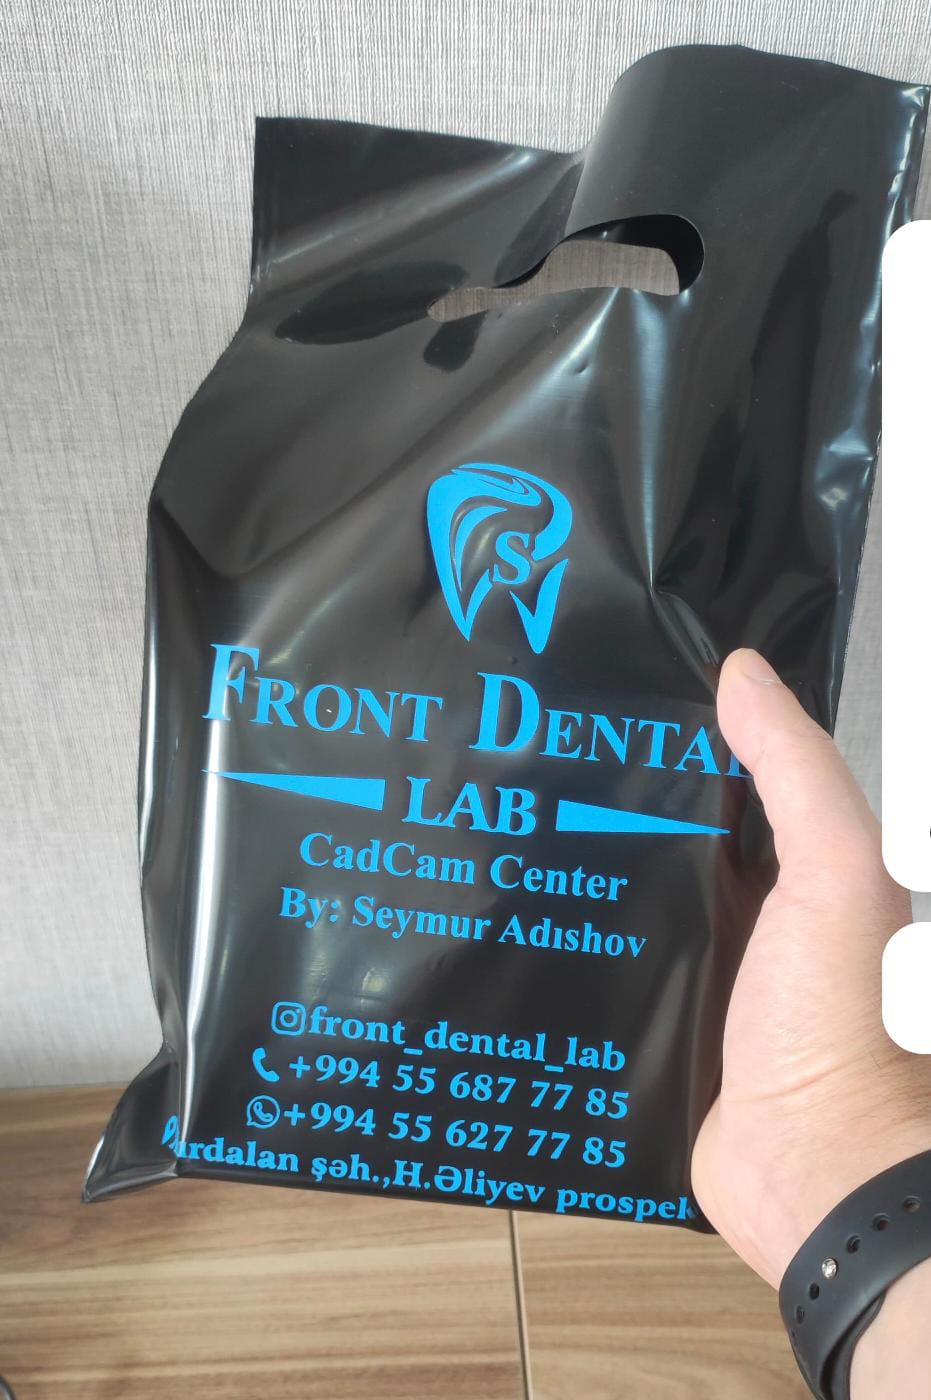 S
FRONT DENTAL
LAB
CadCam Center
By: Seymur Adıshov
front_dental_lab
+994 55 687 77 85
+994 55 627 77 85
şəh.,H.Əliyev